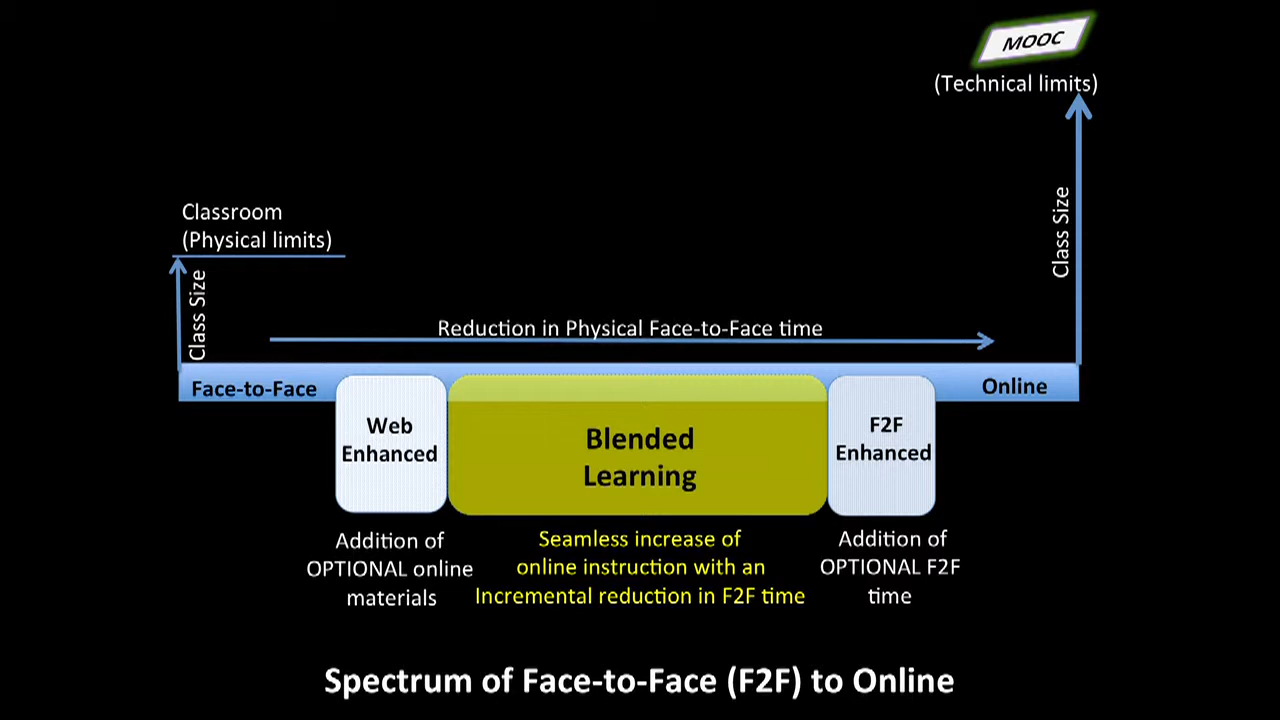 MOOC
(Technical limits)
Class Size
Classroom
(Physical limits)
Class Size
Reduction in Physical Face-to-Face time
Face-to-Face
Online
Web
Enhanced
Blended
Learning
F2F
Enhanced
Addition of
OPTIONAL online
materials
Seamless increase of
online instruction with an
Incremental reduction in F2F time
Addition of
OPTIONAL F2F
time
Spectrum of Face-to-Face (F2F) to Online